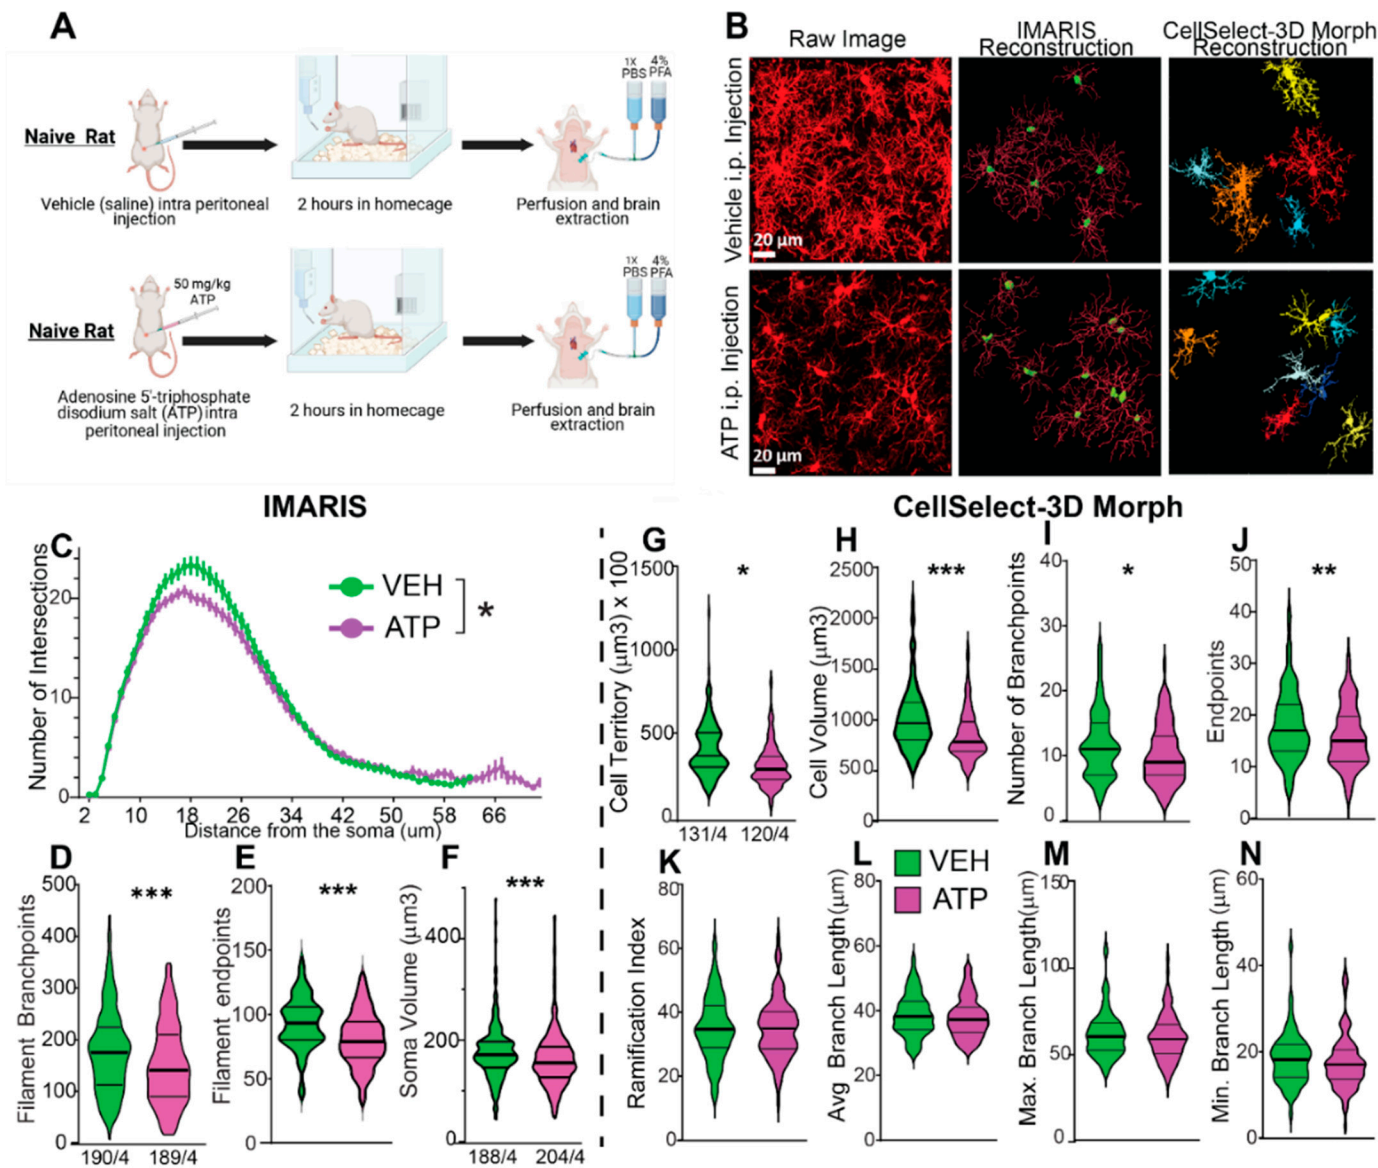 A
Naive Rat
Vehicle (saline) intra peritoneal
injection
2 hours in homecage
1X
PBS
4%
PFA
Perfusion and brain
extraction
50 mg/kg
ATP
Naive Rat
Adenosine 5'-triphosphate
disodium salt (ATP) intra
peritoneal injection
2 hours in homecage
1X
PBS
4%
PFA
Perfusion and brain
extraction
B
Raw Image
IMARIS
Reconstruction
CellSelect-3D Morph
Reconstruction
Vehicle i.p. Injection
20 μm
ATP i.p. Injection
20 μm
IMARIS
C
Number of Intersections
20
10
0
2 10 18 26 34 42 50 58 66
Distance from the soma (um)
VEH
ATP
*
D
Filament Branchpoints
500
400
300
200
100
0
***
190/4 189/4
E
Filament endpoints
200
150
100
50
0
***
F
Soma Volume (μm3)
400
200
0
***
188/4 204/4
CellSelect-3D Morph
G
Cell Territory (μm3) x 100
1500
1000
500
0
*
131/4 120/4
H
Cell Volume (μm3)
2500
2000
1500
1000
500
0
***
I
Number of Branchpoints
40
30
20
10
0
*
J
Endpoints
50
40
30
20
10
0
**
K
Ramification Index
80
60
40
20
0
L
Avg Branch Length(μm)
80
60
40
20
0
VEH
ATP
M
Max. Branch Length(μm)
150
100
50
0
N
Min. Branch Length (μm)
60
40
20
0